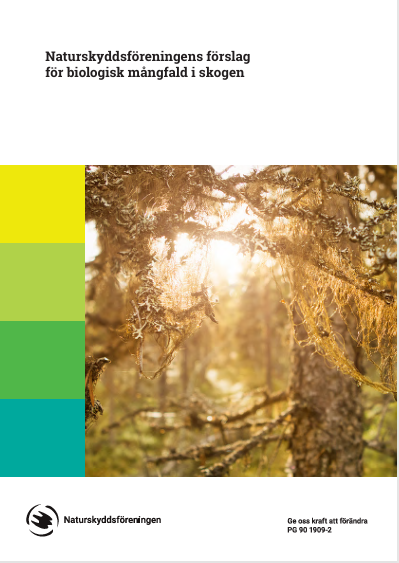 Naturskyddsföreningens förslag
för biologisk mångfald i skogen
Naturskyddsföreningen
Ge oss kraft att förändra
PG 90 1909-2